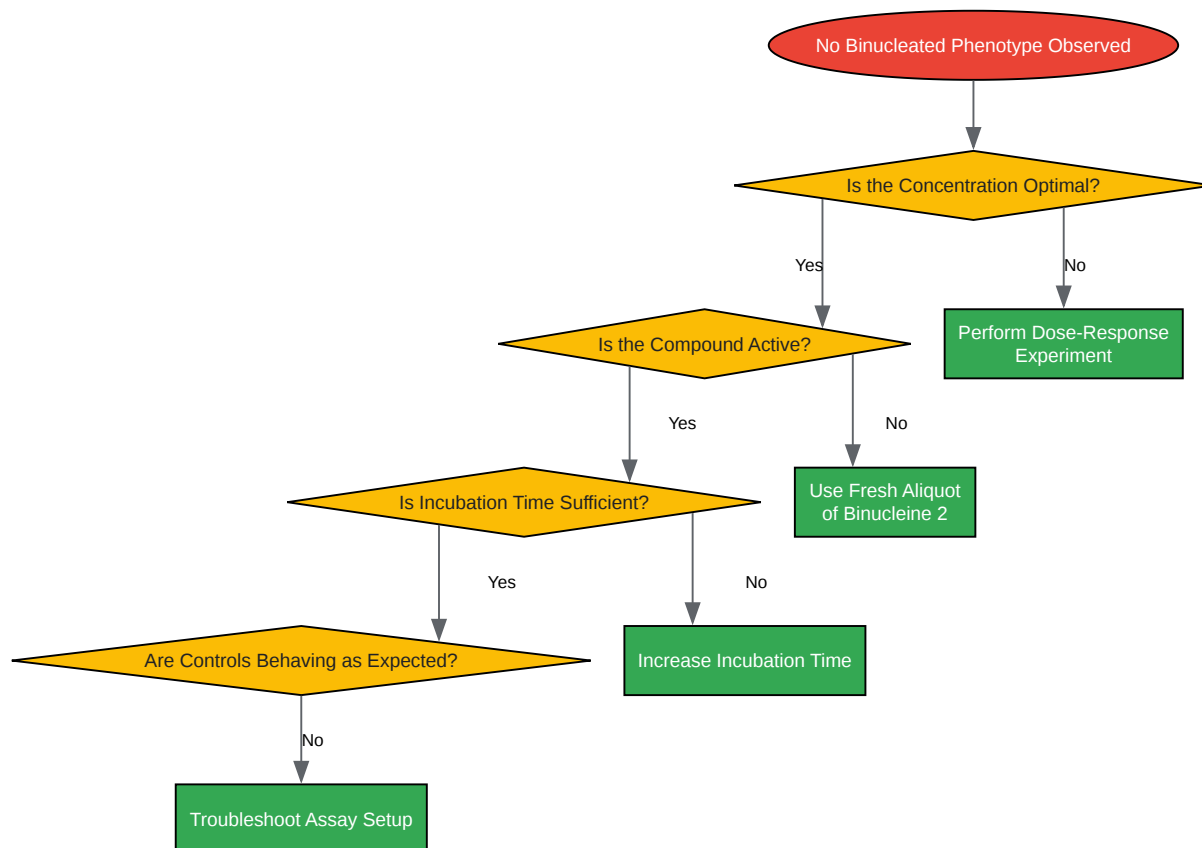 No Binucleated Phenotype Observed
Is the Concentration Optimal?
Yes
No
Perform Dose-Response
Experiment
Is the Compound Active?
Yes
No
Use Fresh Aliquot
of Binucleine 2
Is Incubation Time Sufficient?
Yes
No
Increase Incubation Time
Are Controls Behaving as Expected?
No
Troubleshoot Assay Setup